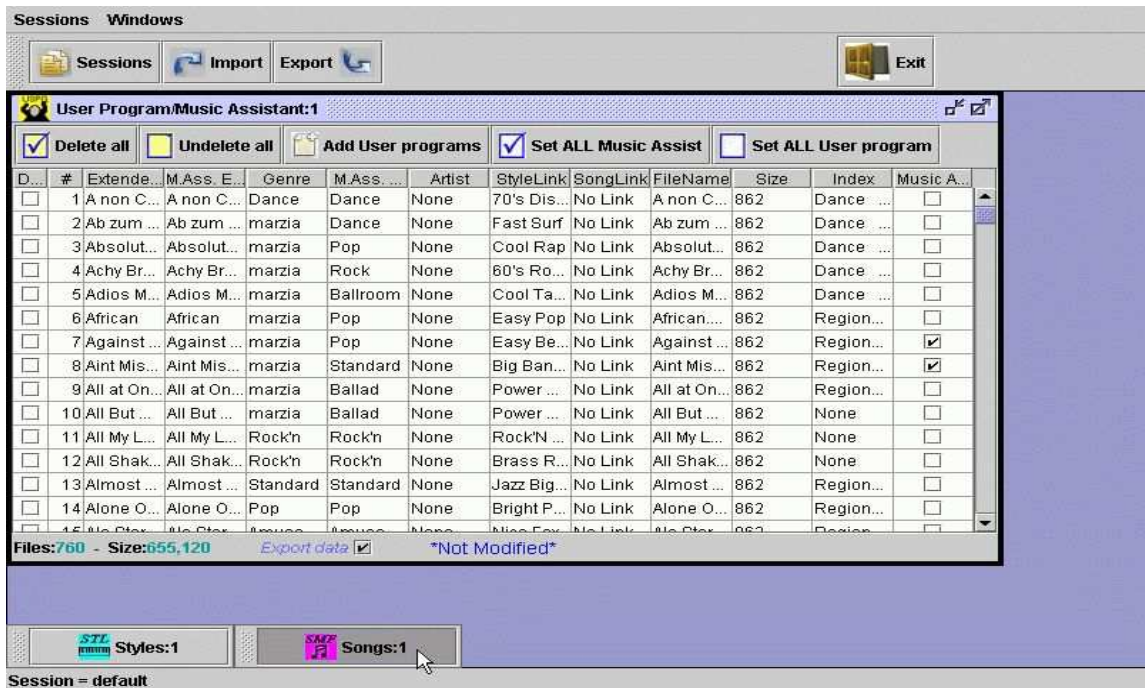 Sessions Windows
Sessions Import Export Exit
User Program/Music Assistant:1
Delete all Undelete all Add User programs Set ALL Music Assist Set ALL User program
D... # Extende... M.Ass. E... Genre M.Ass. ... Artist StyleLink SongLink FileName Size Index Music A...
1 A non C... A non C... Dance Dance None 70's Dis... No Link A non C... 862 Dance ...
2 Ab zum ... Ab zum ... marzia Dance None Fast Surf No Link Ab zum ... 862 Dance ...
3 Absolut... Absolut... marzia Pop None Cool Rap No Link Absolut... 862 Dance ...
4 Achy Br... Achy Br... marzia Rock None 60's Ro... No Link Achy Br... 862 Dance ...
5 Adios M... Adios M... marzia Ballroom None Cool Ta... No Link Adios M... 862 Dance ...
6 African African marzia Pop None Easy Pop No Link African.... 862 Region...
7 Against ... Against ... marzia Pop None Easy Be... No Link Against ... 862 Region...
8 Aint Mis... Aint Mis... marzia Standard None Big Ban... No Link Aint Mis... 862 Region...
9 All at On... All at On... marzia Ballad None Power ... No Link All at On... 862 Region...
10 All But ... All But ... marzia Ballad None Power ... No Link All But ... 862 None
11 All My L... All My L... Rock'n Rock'n None Rock'N ... No Link All My L... 862 None
12 All Shak... All Shak... Rock'n Rock'n None Brass R... No Link All Shak... 862 None
13 Almost ... Almost ... Standard Standard None Jazz Big... No Link Almost ... 862 Region...
14 Alone O... Alone O... Pop Pop None Bright P... No Link Alone O... 862 Region...
Files:760 - Size:655,120 Export data *Not Modified*
STL Styles:1 SMF Songs:1
Session = default